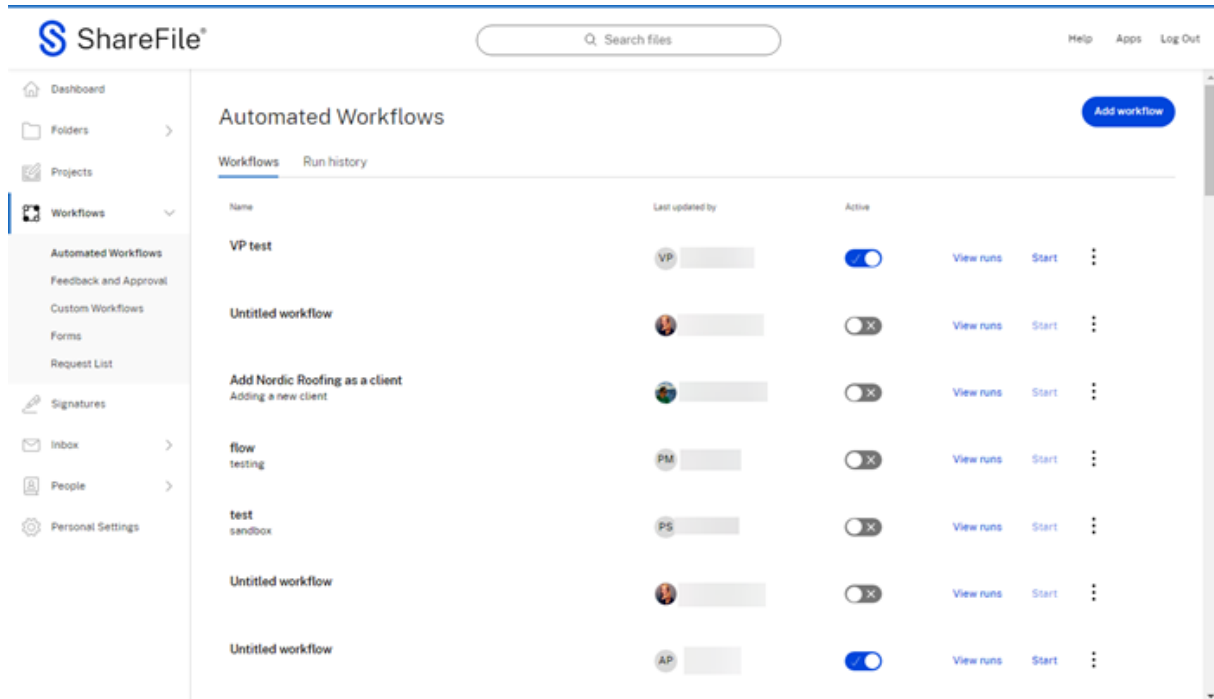 ShareFile®
Search files
Help Apps Log Out
Dashboard
Folders
Projects
Workflows
Automated Workflows
Feedback and Approval
Custom Workflows
Forms
Request List
Signatures
Inbox
People
Personal Settings
Automated Workflows
Add workflow
Workflows Run history
Name Last updated by Active
VP test
VP View runs Start
Untitled workflow
View runs Start
Add Nordic Roofing as a client
Adding a new client
View runs Start
flow
testing
PM View runs Start
test
sandbox
PS View runs Start
Untitled workflow
View runs Start
Untitled workflow
AP View runs Start